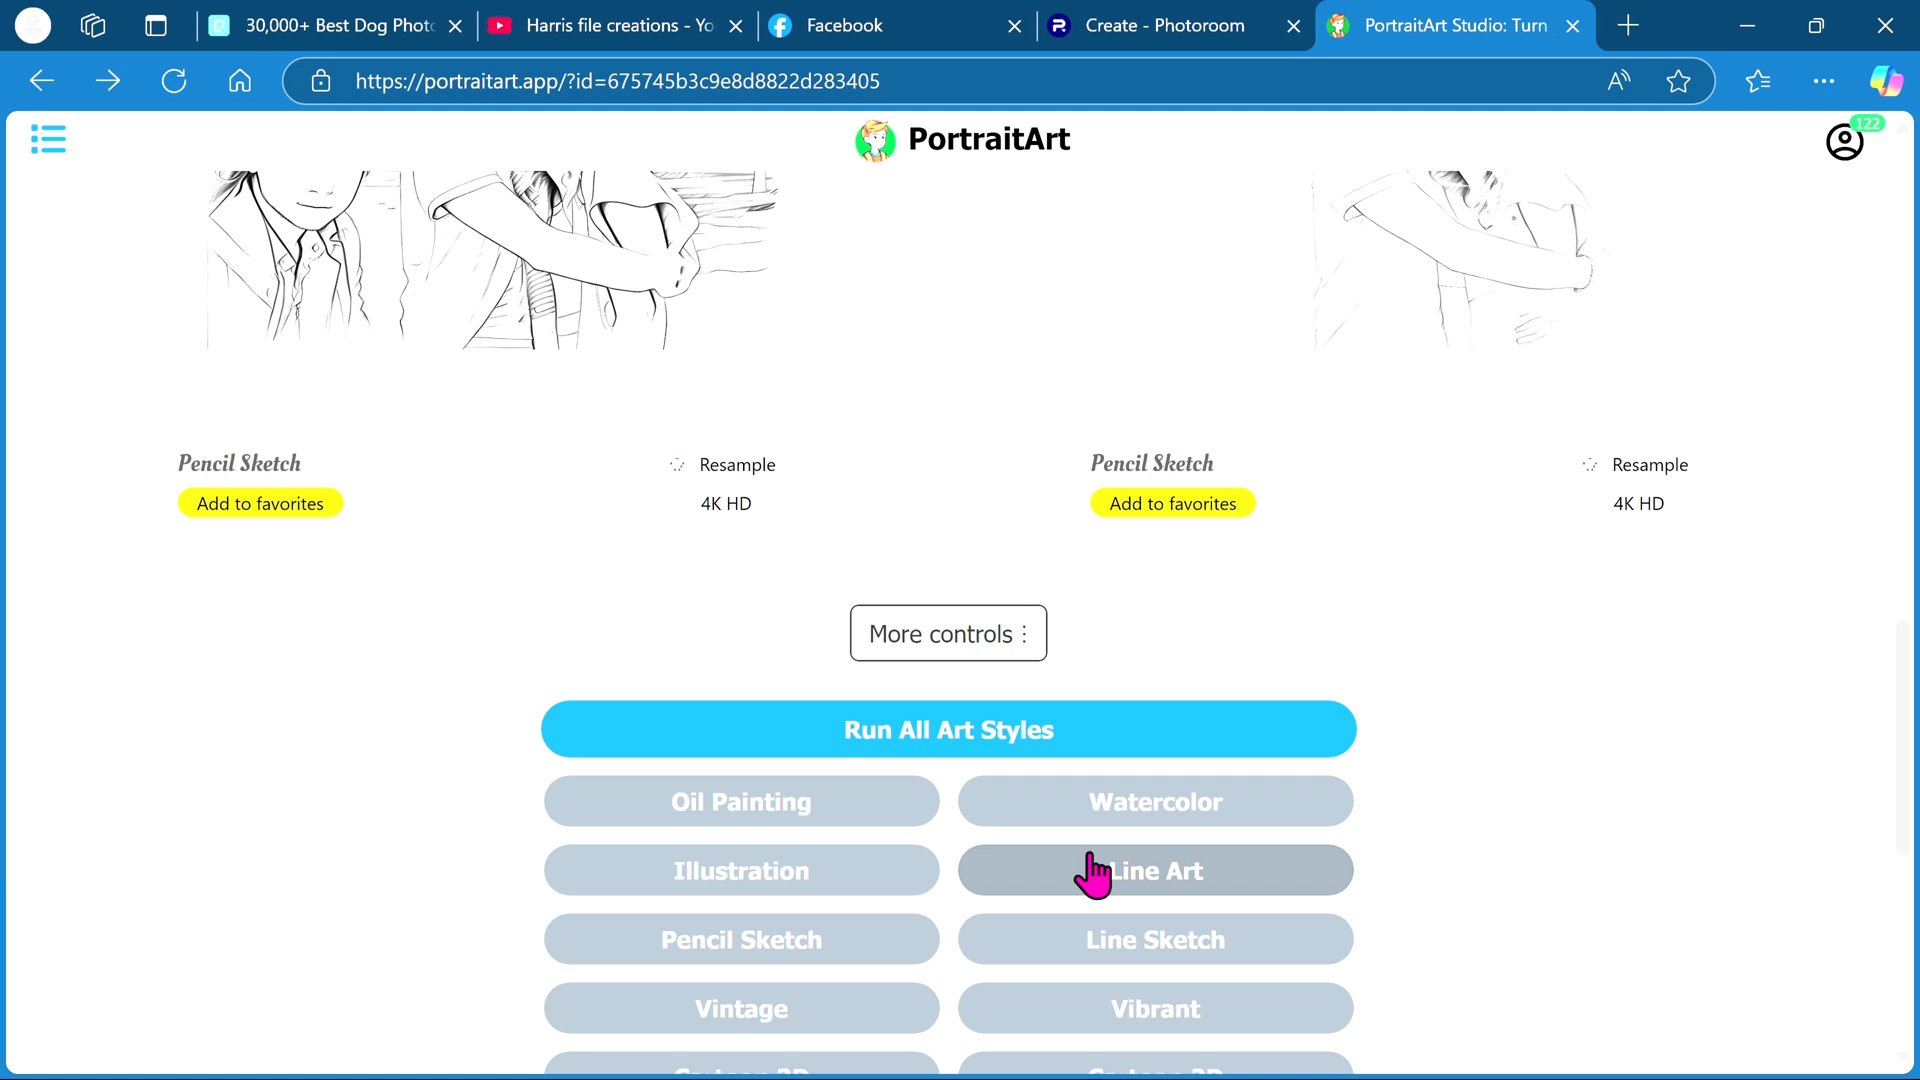 30,000+ Best Dog Photo
Harris file creations - Yo
Facebook
Create - Photoroom
PortraitArt Studio: Turn
https://portraitart.app/?id=675745b3c9e8d8822d283405
PortraitArt
122
Pencil Sketch
Resample
Add to favorites
4K HD
Pencil Sketch
Resample
Add to favorites
4K HD
More controls ⋮
Run All Art Styles
Oil Painting
Watercolor
Illustration
Line Art
Pencil Sketch
Line Sketch
Vintage
Vibrant